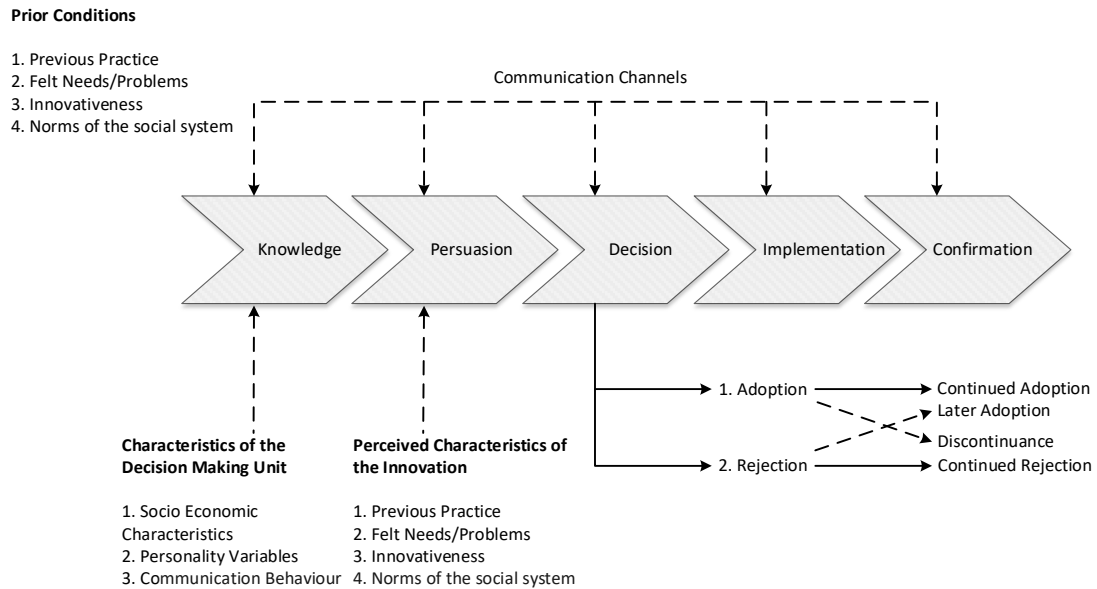 Prior Conditions
1. Previous Practice
2. Felt Needs/Problems
3. Innovativeness
4. Norms of the social system
Communication Channels
Knowledge
Persuasion
Decision
Implementation
Confirmation
1. Adoption
Continued Adoption
Later Adoption
Discontinuance
2. Rejection
Continued Rejection
Characteristics of the
Decision Making Unit
1. Socio Economic
Characteristics
2. Personality Variables
3. Communication Behaviour
Perceived Characteristics of
the Innovation
1. Previous Practice
2. Felt Needs/Problems
3. Innovativeness
4. Norms of the social system